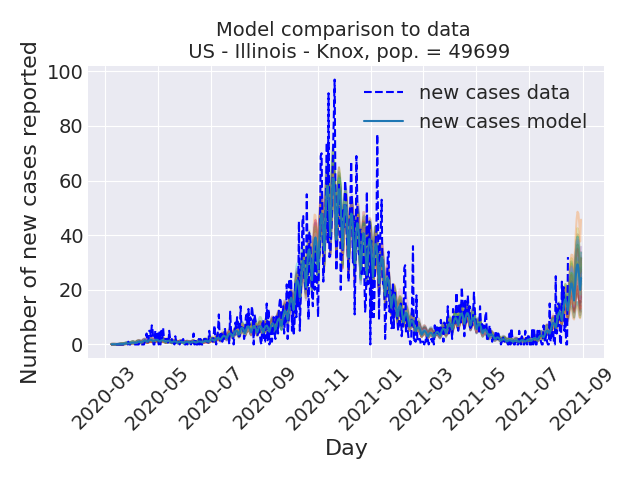 Model comparison to data
US - Illinois - Knox, pop. = 49699
Number of new cases reported
100
80
60
40
20
0
new cases data
new cases model
2020-03
2020-05
2020-07
2020-09
2020-11
2021-01
2021-03
2021-05
2021-07
2021-09
Day